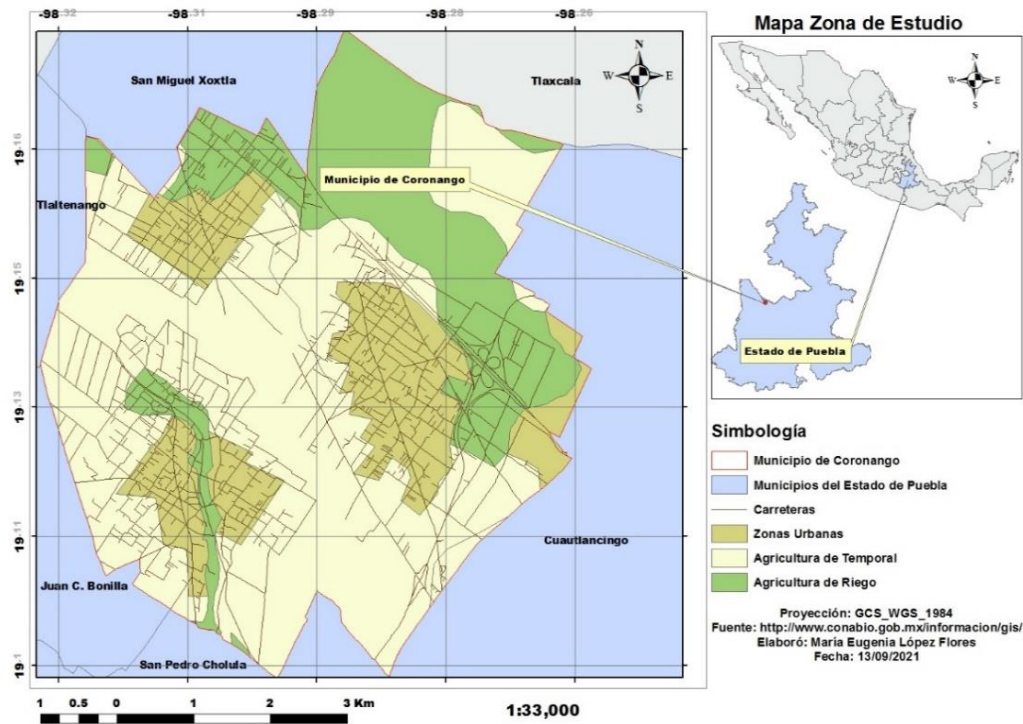 -98.32 -98.31 -98.29 -98.28 -98.26
Mapa Zona de Estudio
N
W E
S
N
W E
S
San Miguel Xoxtla
Tlaxcala
19.16
Municipio de Coronango
Tlaltenango
19.15
Estado de Puebla
19.13
19.11
Cuautlancingo
Juan C. Bonilla
San Pedro Cholula
19.1
Simbología
Municipio de Coronango
Municipios del Estado de Puebla
Carreteras
Zonas Urbanas
Agricultura de Temporal
Agricultura de Riego
Proyección: GCS_WGS_1984
Fuente: http://www.conabio.gob.mx/informacion/gis/
Elaboró: María Eugenia López Flores
Fecha: 13/09/2021
1 0.5 0 1 2 3 Km
1:33,000